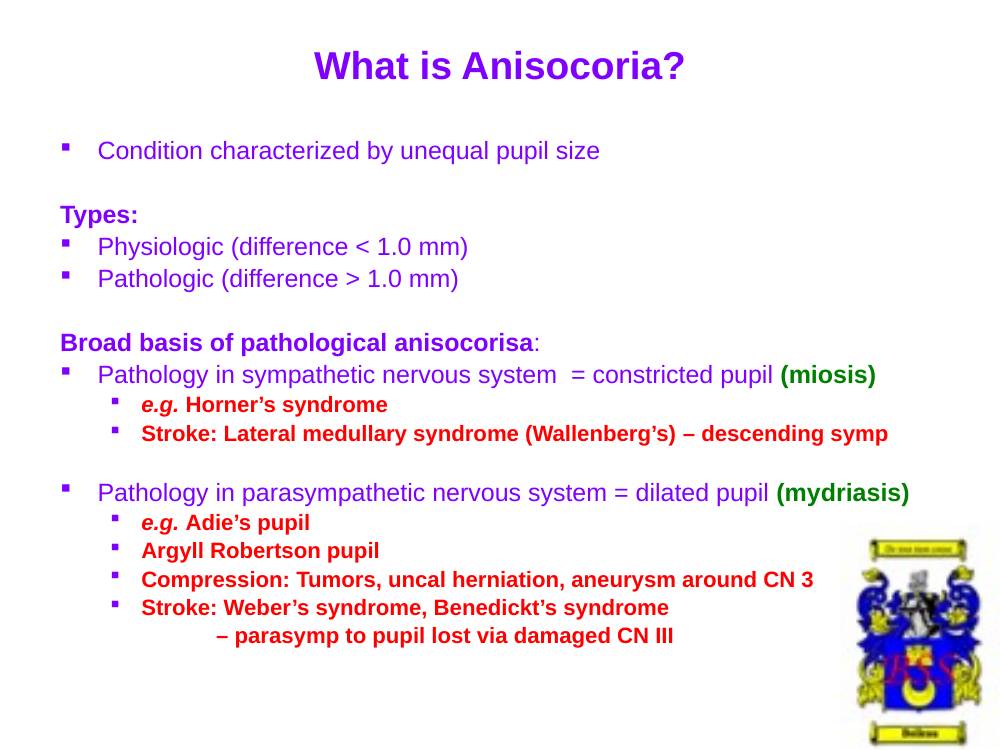 What is Anisocoria?
▪ Condition characterized by unequal pupil size
Types:
▪ Physiologic (difference < 1.0 mm)
▪ Pathologic (difference > 1.0 mm)
Broad basis of pathological anisocorisa:
▪ Pathology in sympathetic nervous system  = constricted pupil (miosis)
▪ e.g. Horner’s syndrome
▪ Stroke: Lateral medullary syndrome (Wallenberg’s) – descending symp
▪ Pathology in parasympathetic nervous system = dilated pupil (mydriasis)
▪ e.g. Adie’s pupil
▪ Argyll Robertson pupil
▪ Compression: Tumors, uncal herniation, aneurysm around CN 3
▪ Stroke: Weber’s syndrome, Benedickt’s syndrome
– parasymp to pupil lost via damaged CN III